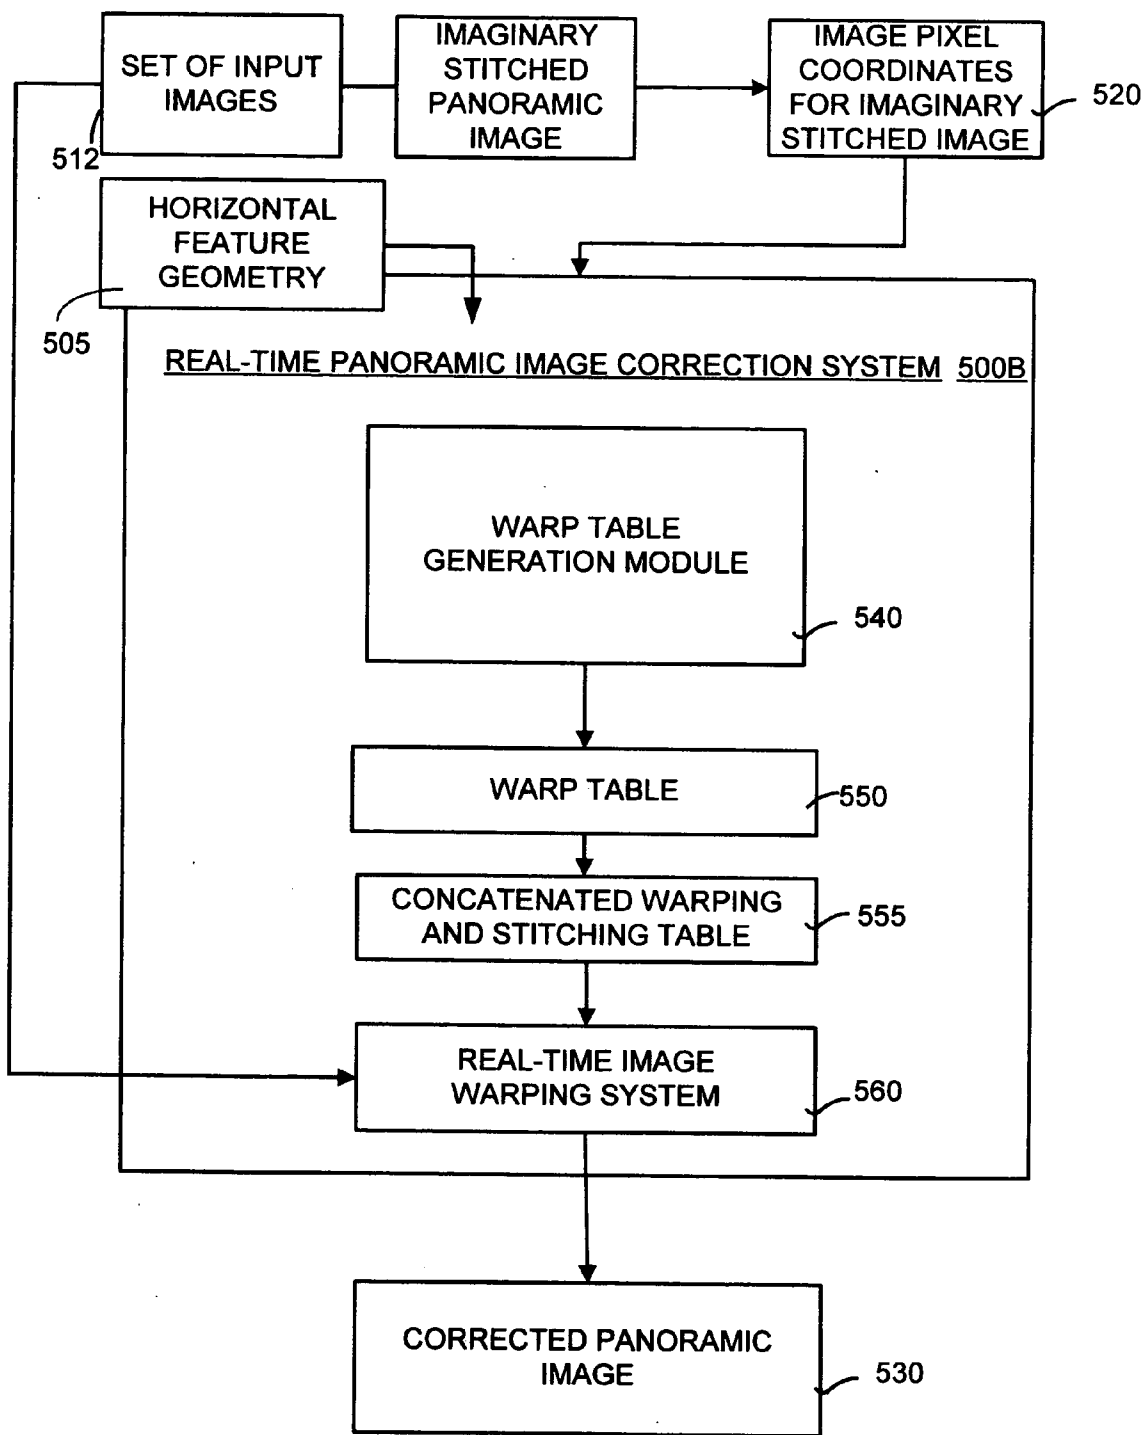 SET OF INPUT
IMAGES
512
IMAGINARY
STITCHED
PANORAMIC
IMAGE
IMAGE PIXEL
COORDINATES
FOR IMAGINARY
STITCHED IMAGE
520
HORIZONTAL
FEATURE
GEOMETRY
505
REAL-TIME PANORAMIC IMAGE CORRECTION SYSTEM 500B
WARP TABLE
GENERATION MODULE
540
WARP TABLE
550
CONCATENATED WARPING
AND STITCHING TABLE
555
REAL-TIME IMAGE
WARPING SYSTEM
560
CORRECTED PANORAMIC
IMAGE
530